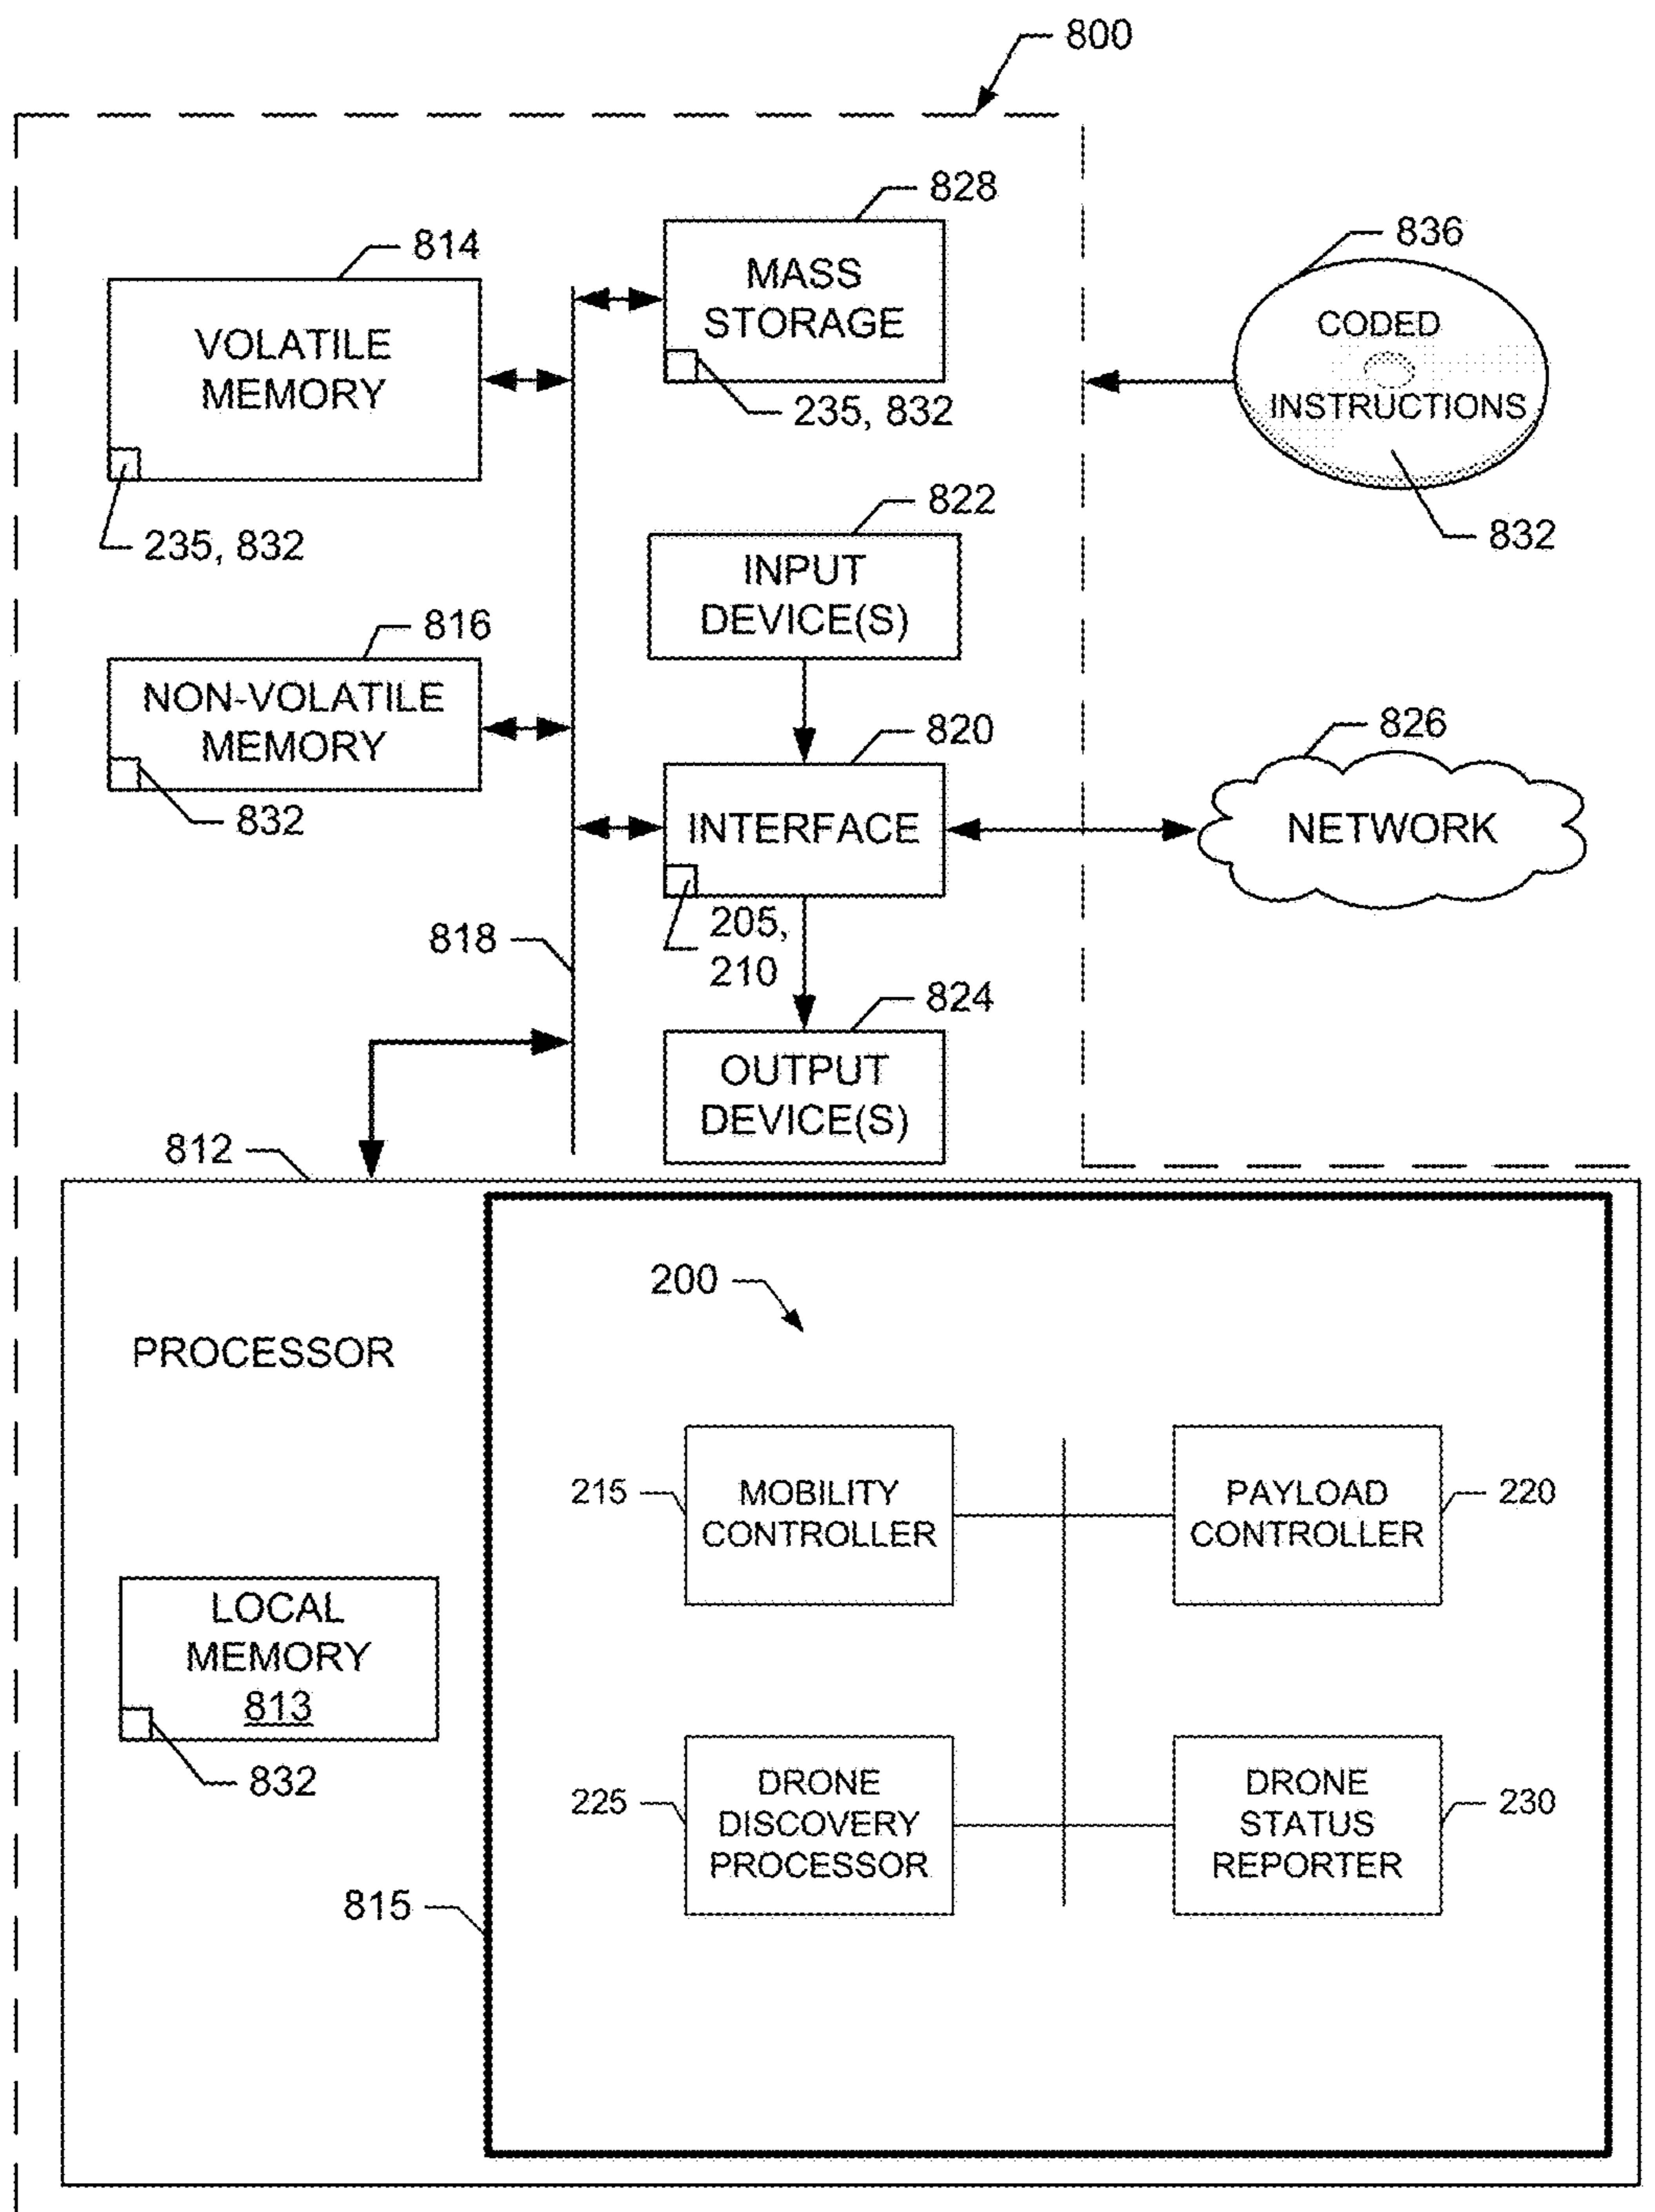 800
828
814
836
MASS
STORAGE
CODED
INSTRUCTIONS
VOLATILE
MEMORY
235, 832
822
832
235, 832
INPUT
DEVICE(S)
816
NON-VOLATILE
MEMORY
820
826
832
INTERFACE
NETWORK
205,
210
818
824
OUTPUT
DEVICE(S)
812
200
PROCESSOR
215
MOBILITY
CONTROLLER
PAYLOAD
CONTROLLER
220
LOCAL
MEMORY
813
832
225
DRONE
DISCOVERY
PROCESSOR
DRONE
STATUS
REPORTER
230
815